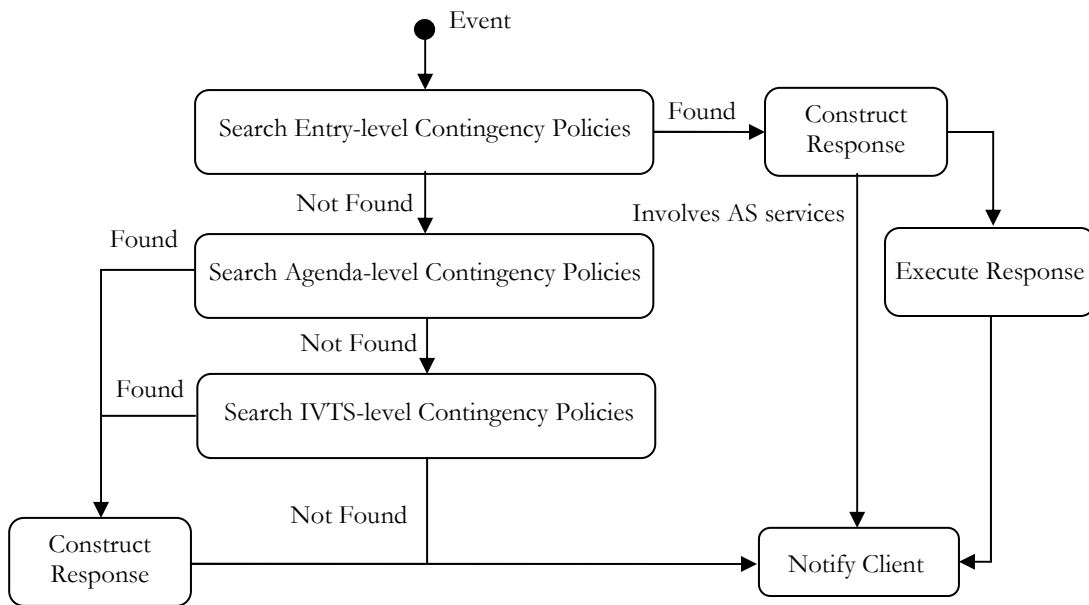 Event
Search Entry-level Contingency Policies
Found
Construct
Response
Not Found
Involves AS services
Found
Search Agenda-level Contingency Policies
Execute Response
Not Found
Found
Search IVTS-level Contingency Policies
Not Found
Construct
Response
Notify Client